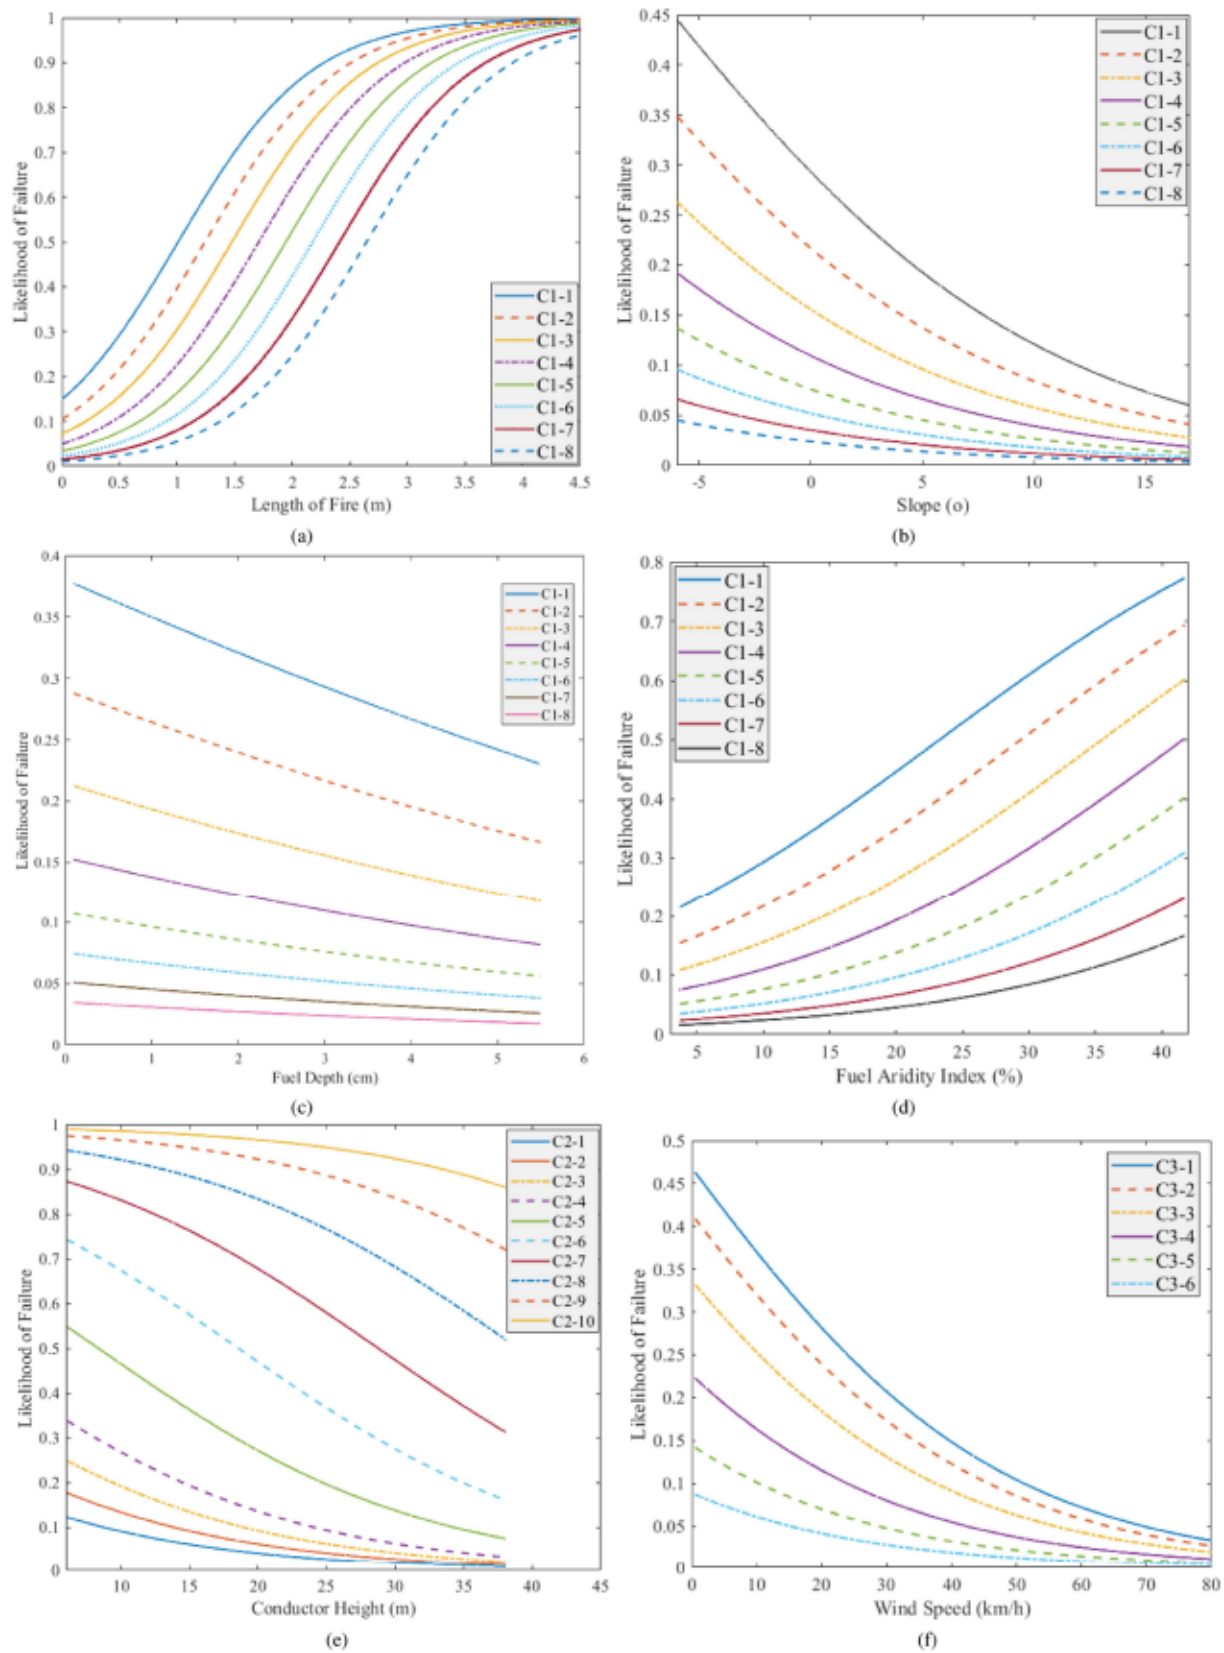 1
0.9
0.8
0.7
0.6
0.5
0.4
0.3
0.2
0.1
0
Likelihood of Failure
0 0.5 1 1.5 2 2.5 3 3.5 4 4.5
Length of Fire (m)
C1-1
C1-2
C1-3
C1-4
C1-5
C1-6
C1-7
C1-8
(a)
0.45
0.4
0.35
0.3
0.25
0.2
0.15
0.1
0.05
0
Likelihood of Failure
-5 0 5 10 15
Slope (o)
C1-1
C1-2
C1-3
C1-4
C1-5
C1-6
C1-7
C1-8
(b)
0.4
0.35
0.3
0.25
0.2
0.15
0.1
0.05
0
Likelihood of Failure
0 1 2 3 4 5 6
Fuel Depth (cm)
C1-1
C1-2
C1-3
C1-4
C1-5
C1-6
C1-7
C1-8
(c)
0.8
0.7
0.6
0.5
0.4
0.3
0.2
0.1
0
Likelihood of Failure
5 10 15 20 25 30 35 40
Fuel Aridity Index (%)
C1-1
C1-2
C1-3
C1-4
C1-5
C1-6
C1-7
C1-8
(d)
1
0.9
0.8
0.7
0.6
0.5
0.4
0.3
0.2
0.1
0
Likelihood of Failure
10 15 20 25 30 35 40 45
Conductor Height (m)
C2-1
C2-2
C2-3
C2-4
C2-5
C2-6
C2-7
C2-8
C2-9
C2-10
(e)
0.5
0.45
0.4
0.35
0.3
0.25
0.2
0.15
0.1
0.05
0
Likelihood of Failure
0 10 20 30 40 50 60 70 80
Wind Speed (km/h)
C3-1
C3-2
C3-3
C3-4
C3-5
C3-6
(f)